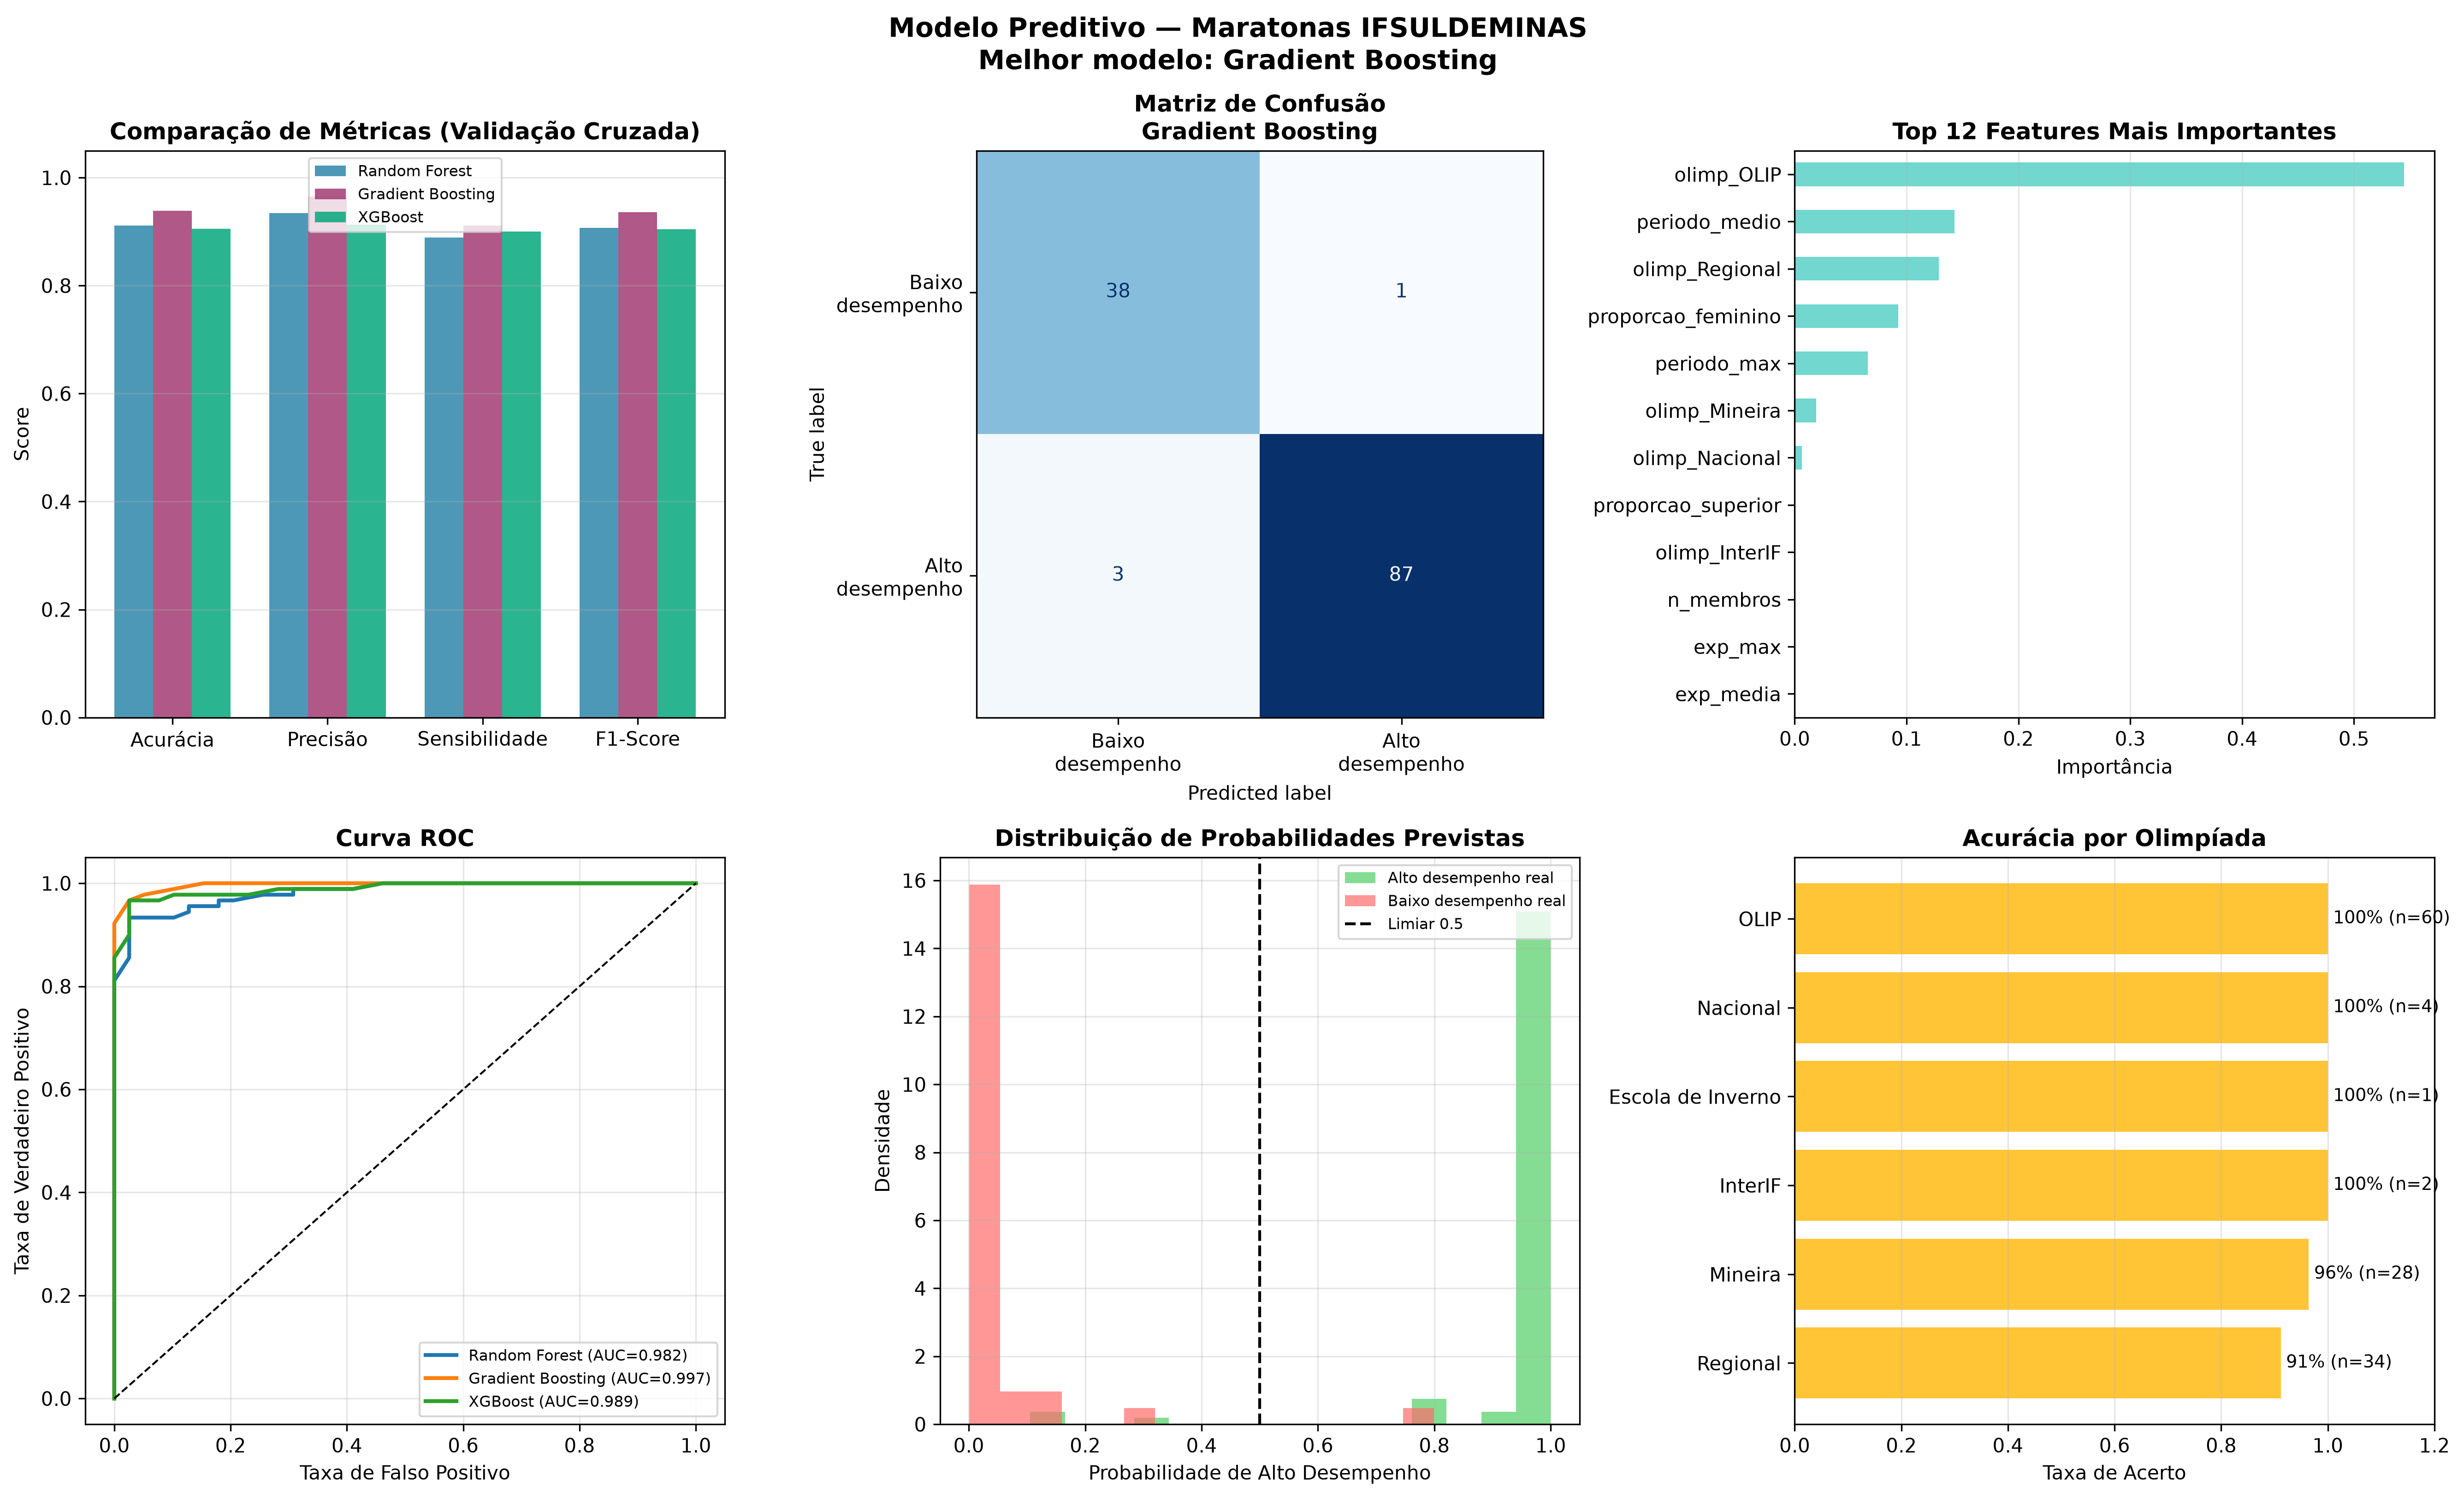 Modelo Preditivo — Maratonas IFSULDEMINAS
Melhor modelo: Gradient Boosting
Comparação de Métricas (Validação Cruzada)
Random Forest
Gradient Boosting
XGBoost
Score
1.0
0.8
0.6
0.4
0.2
0.0
Acurácia
Precisão
Sensibilidade
F1-Score
Matriz de Confusão
Gradient Boosting
True label
Baixo
desempenho
Alto
desempenho
38
1
3
87
Baixo
desempenho
Alto
desempenho
Predicted label
Top 12 Features Mais Importantes
olimp_OLIP
periodo_medio
olimp_Regional
proporcao_feminino
periodo_max
olimp_Mineira
olimp_Nacional
proporcao_superior
olimp_InterIF
n_membros
exp_max
exp_media
0.0
0.1
0.2
0.3
0.4
0.5
Importância
Curva ROC
Taxa de Verdadeiro Positivo
1.0
0.8
0.6
0.4
0.2
0.0
Random Forest (AUC=0.982)
Gradient Boosting (AUC=0.997)
XGBoost (AUC=0.989)
0.0
0.2
0.4
0.6
0.8
1.0
Taxa de Falso Positivo
Distribuição de Probabilidades Previstas
Alto desempenho real
Baixo desempenho real
Limiar 0.5
Densidade
16
14
12
10
8
6
4
2
0
0.0
0.2
0.4
0.6
0.8
1.0
Probabilidade de Alto Desempenho
Acurácia por Olimpíada
OLIP
100% (n=60)
Nacional
100% (n=4)
Escola de Inverno
100% (n=1)
InterIF
100% (n=2)
Mineira
96% (n=28)
Regional
91% (n=34)
0.0
0.2
0.4
0.6
0.8
1.0
1.2
Taxa de Acerto